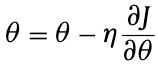 θ = θ − η ∂J/∂θ